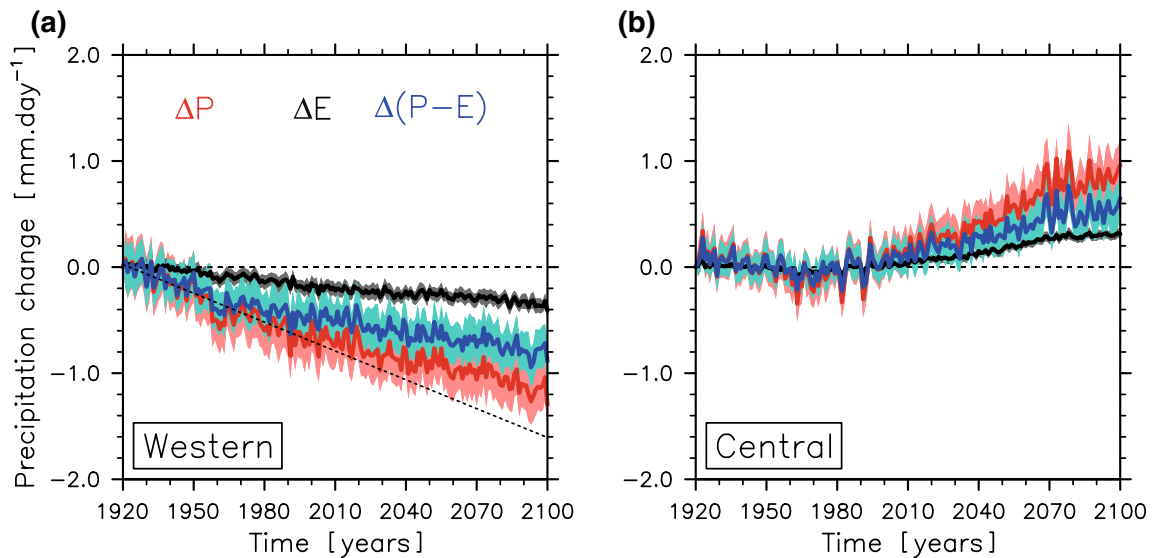 (a) (b)
Precipitation change [mm.day⁻¹]
2.0
1.0
0.0
−1.0
−2.0
ΔP ΔE Δ(P−E)
Western
1920 1950 1980 2010 2040 2070 2100
Time [years]
2.0
1.0
0.0
−1.0
−2.0
Central
1920 1950 1980 2010 2040 2070 2100
Time [years]